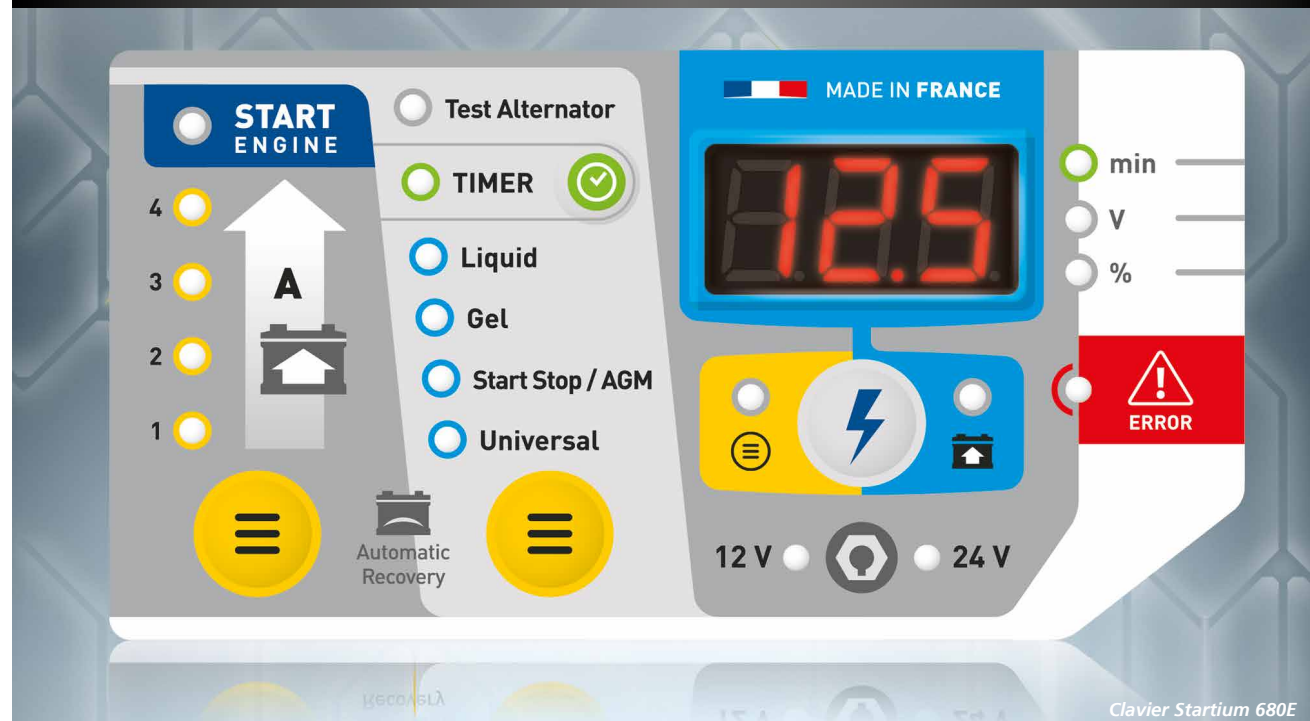 START
ENGINE
4
3
2
1
A
Test Alternator
TIMER
Liquid
Gel
Start Stop / AGM
Universal
Automatic
Recovery
MADE IN FRANCE
12.5
min
V
%
ERROR
12 V
24 V
Clavier Startium 680E